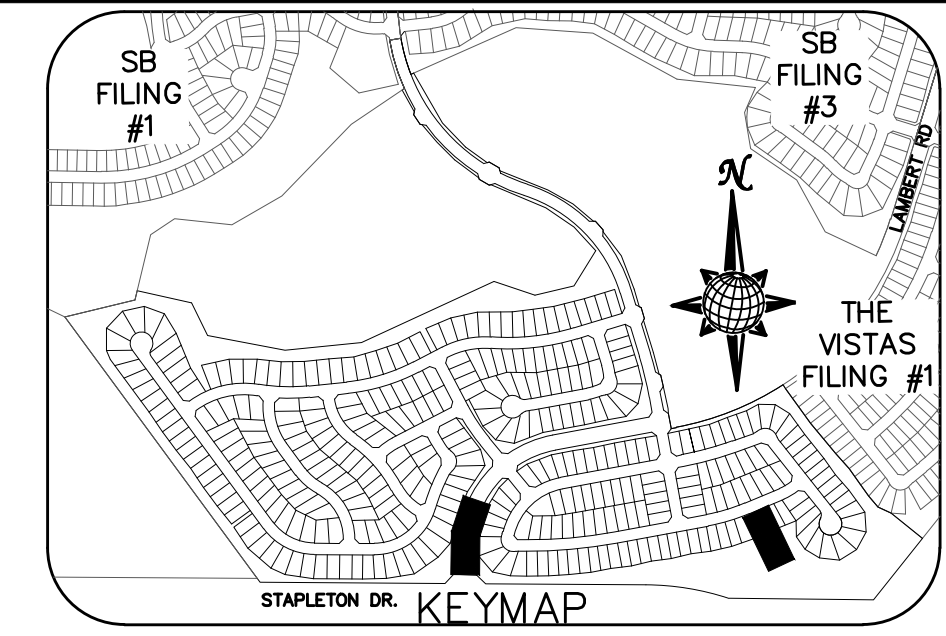 SB
FILING
#1
SB
FILING
#3
LAMBERT RD
N
THE
VISTAS
FILING #1
STAPLETON DR.
KEYMAP